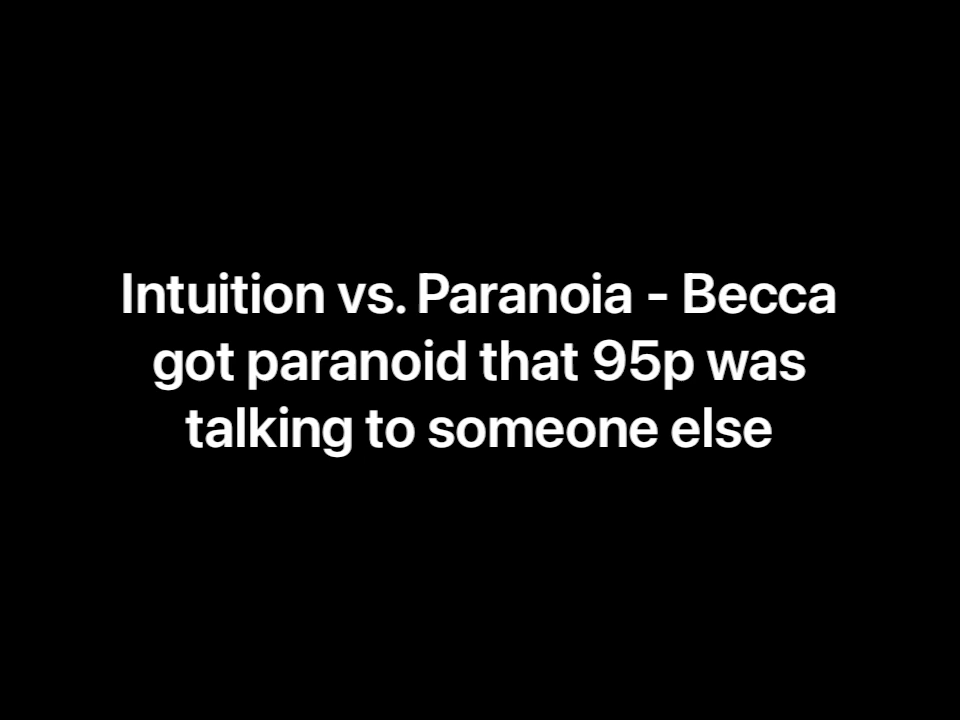 Intuition vs. Paranoia - Becca
got paranoid that 95p was
talking to someone else